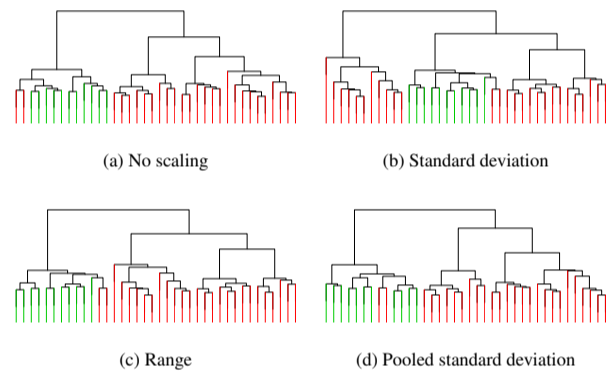 (a) No scaling
(b) Standard deviation
(c) Range
(d) Pooled standard deviation